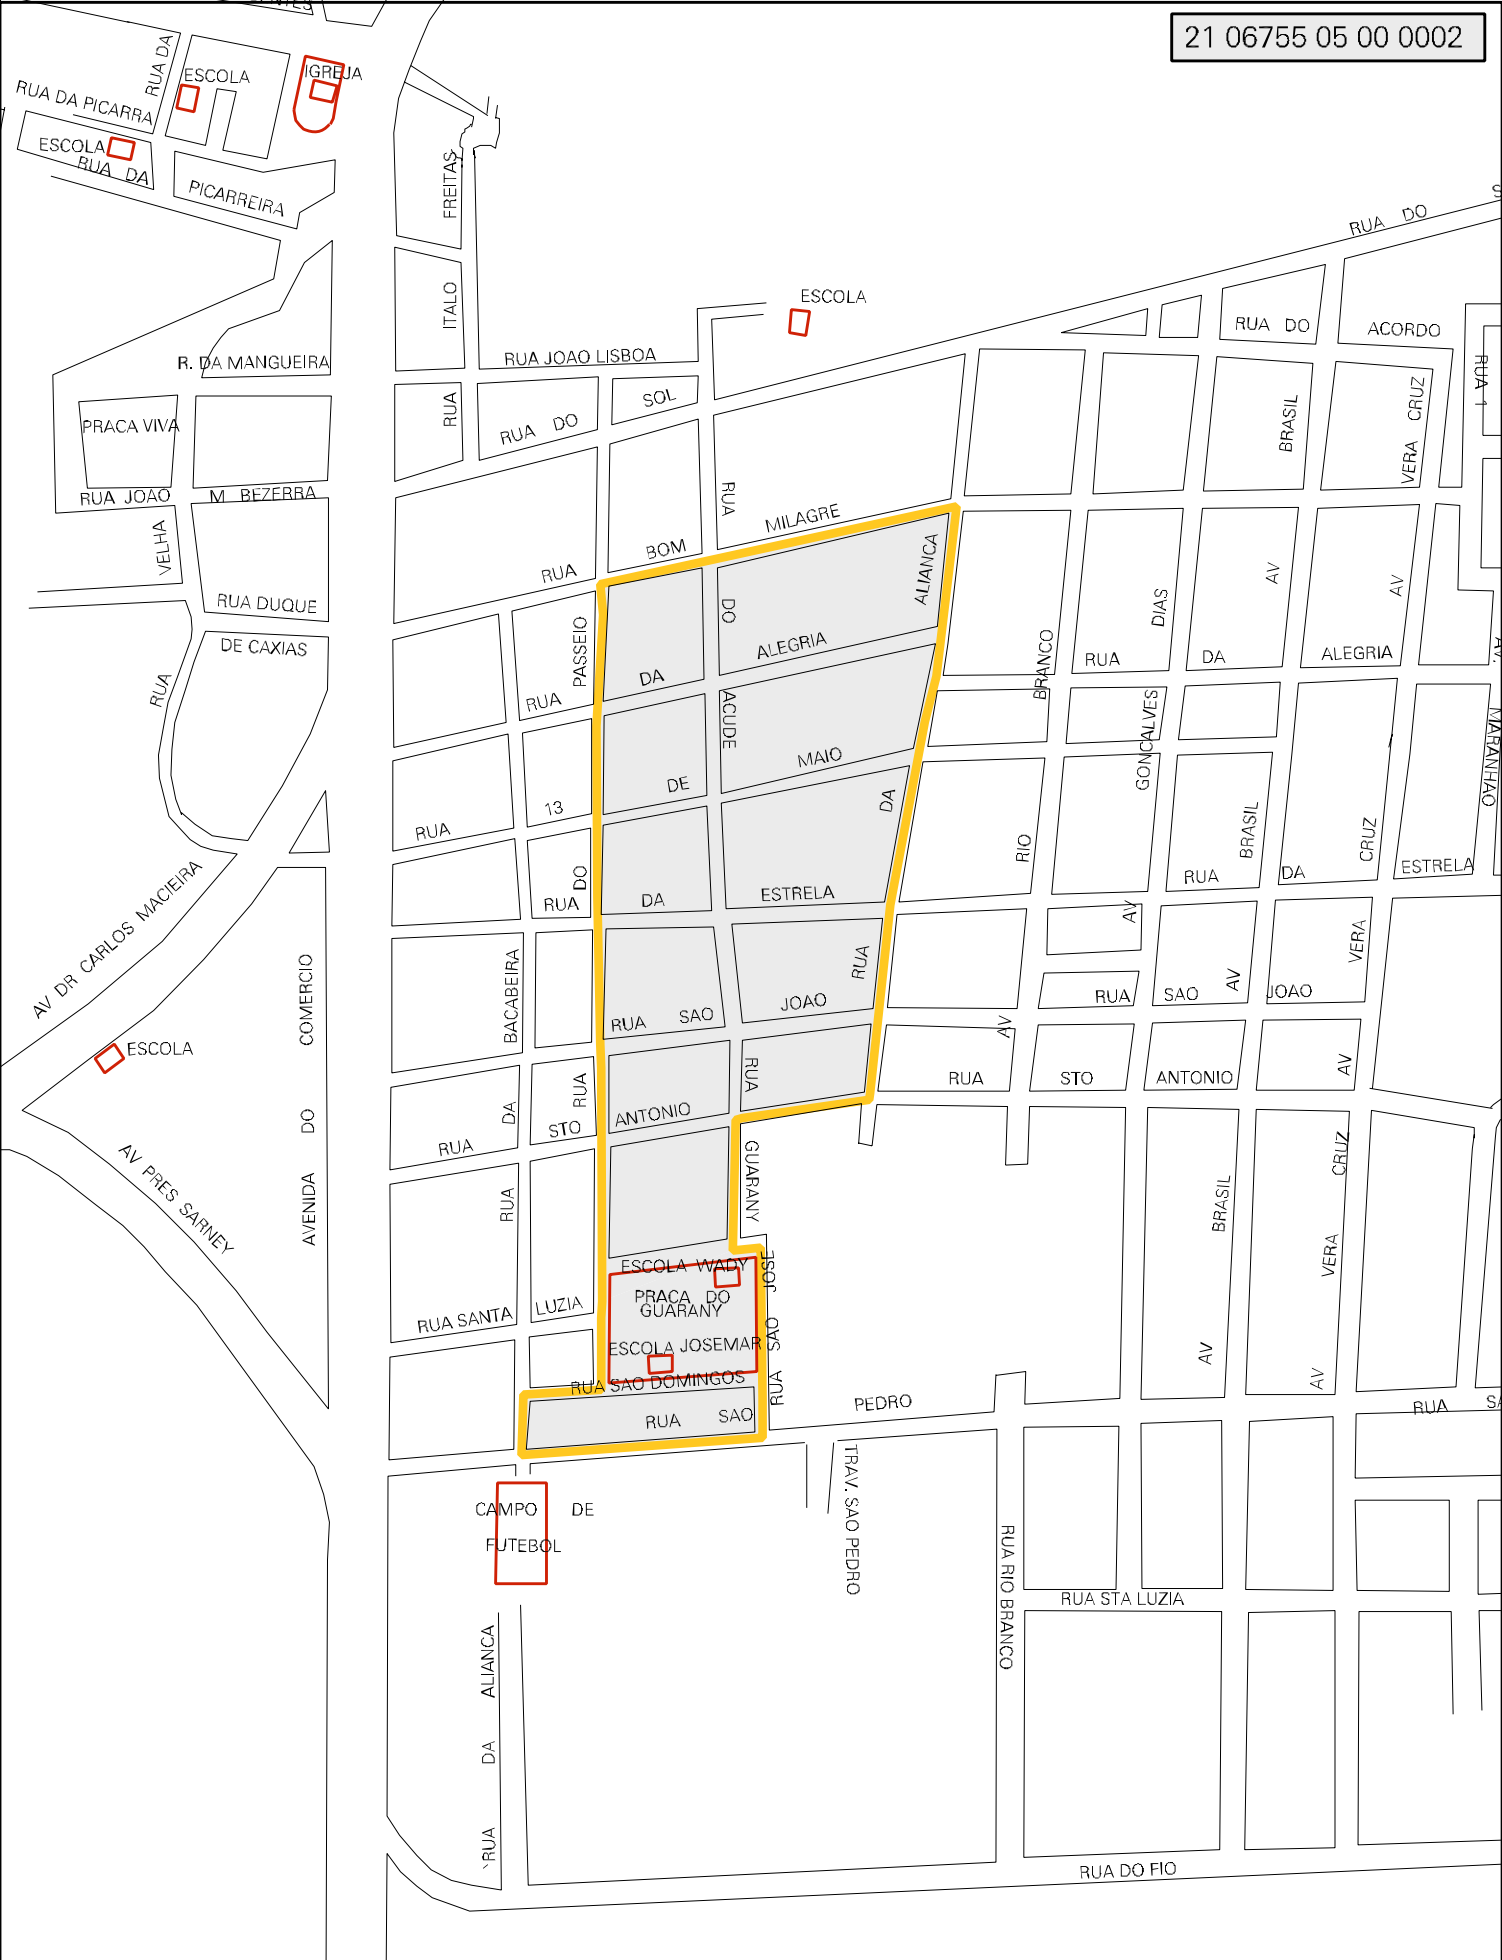 21 06755 05 00 0002
RUA DA
ESCOLA
IGREJA
RUA DA PICARRA
ESCOLA
RUA DA
PICARREIRA
FREITAS
ITALO
RUA
RUA DO
ESCOLA
RUA DO
ACORDO
RUA 1
R. DA MANGUEIRA
RUA JOAO LISBOA
RUA DO
SOL
PRACA VIVA
RUA JOAO
M BEZERRA
VELHA
RUA
BRASIL
VERA CRUZ
RUA
BOM
MILAGRE
ALIANCA
RUA DUQUE
DE CAXIAS
RUA
PASSEIO
DO
RUA
DA
ALEGRIA
BRANCO
DIAS
AV
AV
RUA
DA
ALEGRIA
AV.
ACUDE
GONCALVES
MARANHAO
RUA
13
DE
MAIO
DA
RIO
BRASIL
CRUZ
AV DR CARLOS MACIEIRA
DO
RUA
DA
ESTRELA
RUA
DA
ESTRELA
AV
COMERCIO
BACABEIRA
RUA
VERA
RUA
SAO
JOAO
RUA
SAO
AV
JOAO
AV
ESCOLA
RUA
RUA
RUA
STO
ANTONIO
AV
DO
DA
RUA
STO
ANTONIO
AV PRES SARNEY
AVENIDA
RUA
GUARANY
BRASIL
CRUZ
VERA
ESCOLA WADY
PRACA DO
GUARANY
RUA SAO JOSE
RUA SANTA
LUZIA
ESCOLA JOSEMAR
AV
AV
RUA SAO DOMINGOS
RUA
SAO
PEDRO
RUA
TRAV. SAO PEDRO
CAMPO DE
FUTEBOL
RUA RIO BRANCO
RUA STA LUZIA
RUA DA ALIANCA
RUA DO FIO